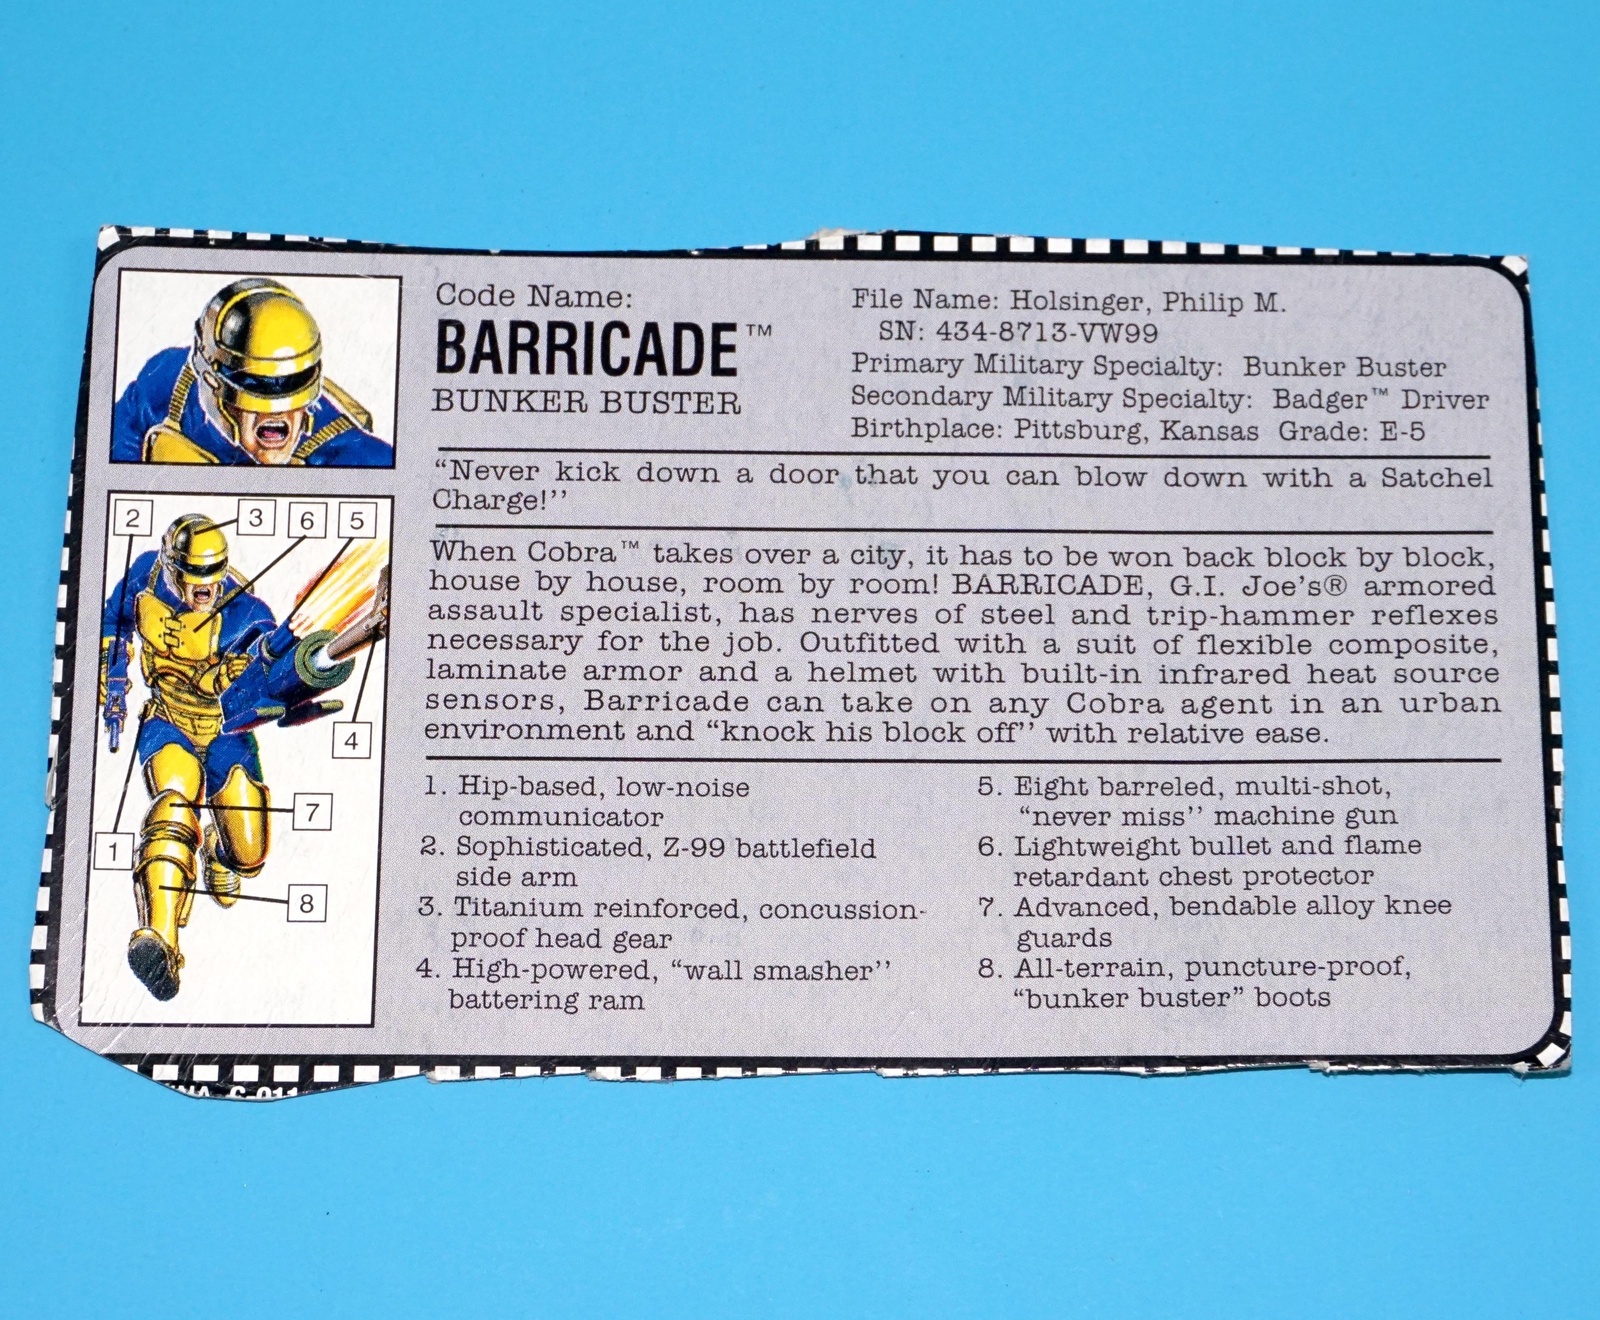 Code Name:
BARRICADE™
BUNKER BUSTER
File Name: Holsinger, Philip M.
SN: 434-8713-VW99
Primary Military Specialty: Bunker Buster
Secondary Military Specialty: Badger™ Driver
Birthplace: Pittsburg, Kansas Grade: E-5
“Never kick down a door that you can blow down with a Satchel
Charge!’’
When Cobra™ takes over a city, it has to be won back block by block,
house by house, room by room! BARRICADE, G.I. Joe’s® armored
assault specialist, has nerves of steel and trip-hammer reflexes
necessary for the job. Outfitted with a suit of flexible composite,
laminate armor and a helmet with built-in infrared heat source
sensors, Barricade can take on any Cobra agent in an urban
environment and “knock his block off’’ with relative ease.
2
3
6
5
4
7
1
8
1. Hip-based, low-noise
communicator
2. Sophisticated, Z-99 battlefield
side arm
3. Titanium reinforced, concussion-
proof head gear
4. High-powered, “wall smasher’’
battering ram
5. Eight barreled, multi-shot,
“never miss’’ machine gun
6. Lightweight bullet and flame
retardant chest protector
7. Advanced, bendable alloy knee
guards
8. All-terrain, puncture-proof,
“bunker buster” boots